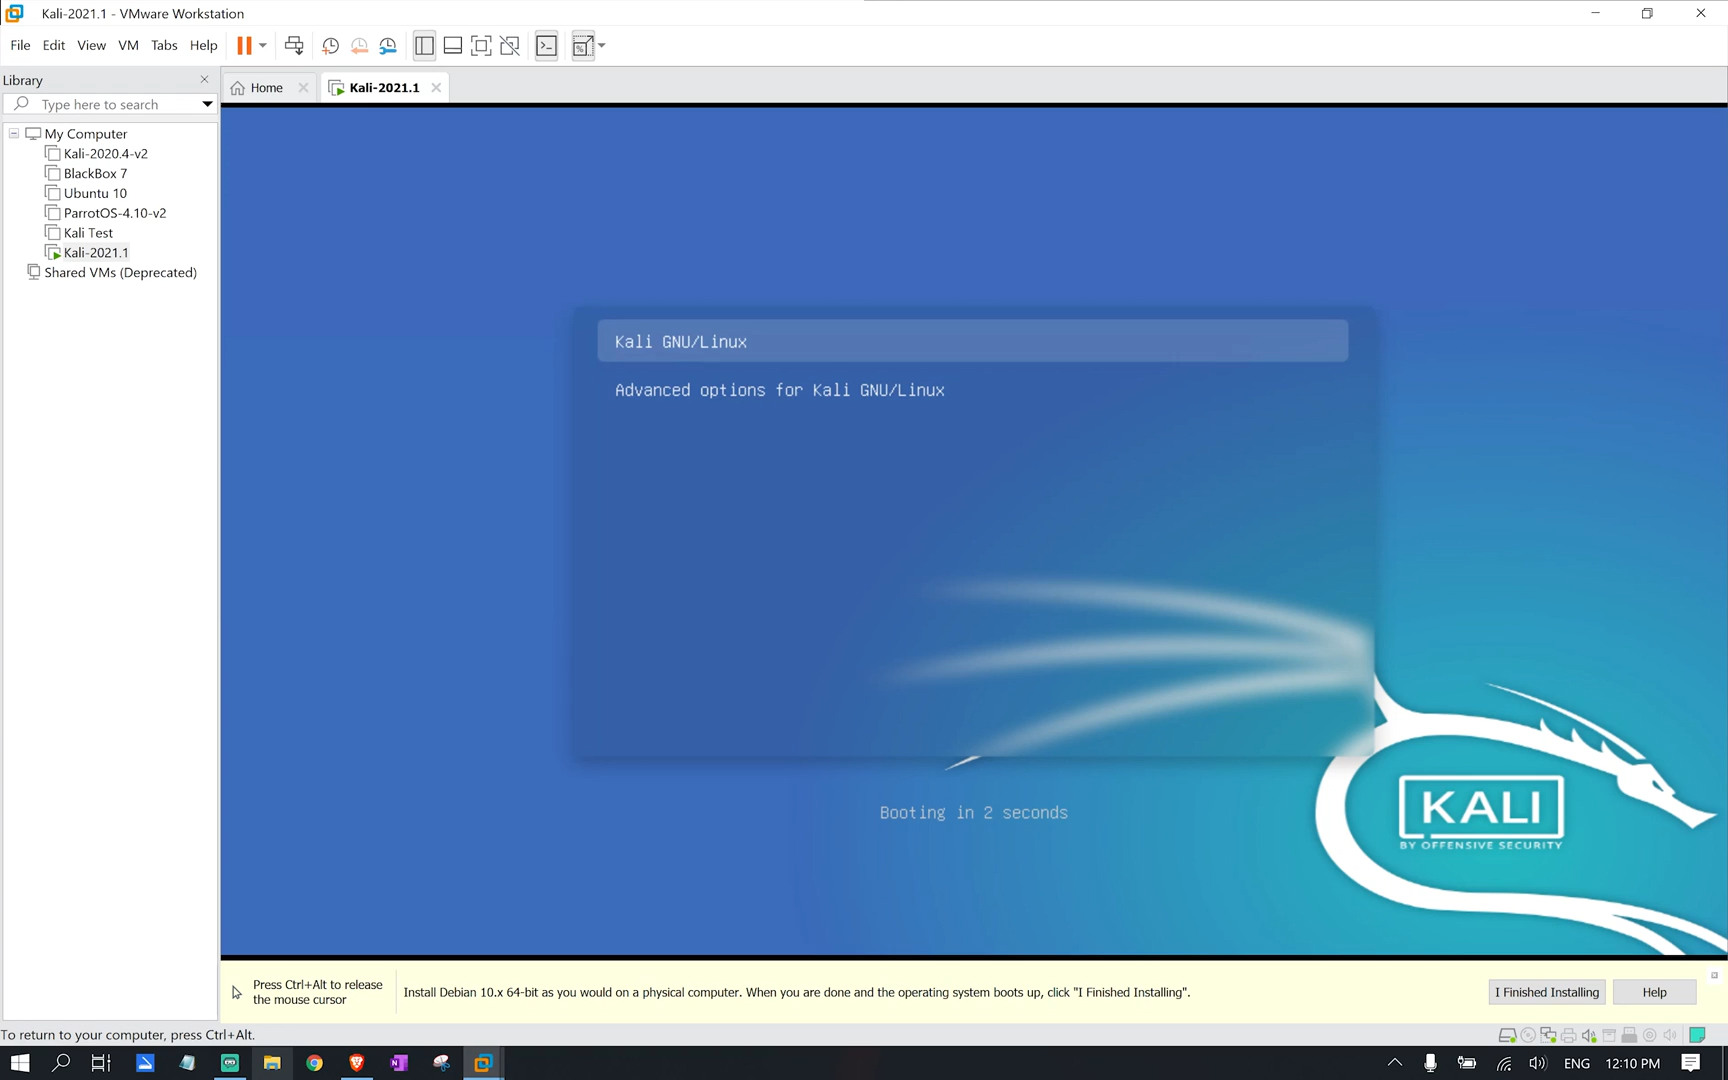 Kali-2021.1 - VMware Workstation
File Edit View VM Tabs Help
Library
Type here to search
Home
Kali-2021.1
My Computer
Kali-2020.4-v2
BlackBox 7
Ubuntu 10
ParrotOS-4.10-v2
Kali Test
Kali-2021.1
Shared VMs (Deprecated)
Kali GNU/Linux
Advanced options for Kali GNU/Linux
Booting in 2 seconds
KALI
BY OFFENSIVE SECURITY
Press Ctrl+Alt to release
the mouse cursor
Install Debian 10.x 64-bit as you would on a physical computer. When you are done and the operating system boots up, click "I Finished Installing".
I Finished Installing
Help
To return to your computer, press Ctrl+Alt.
ENG
12:10 PM